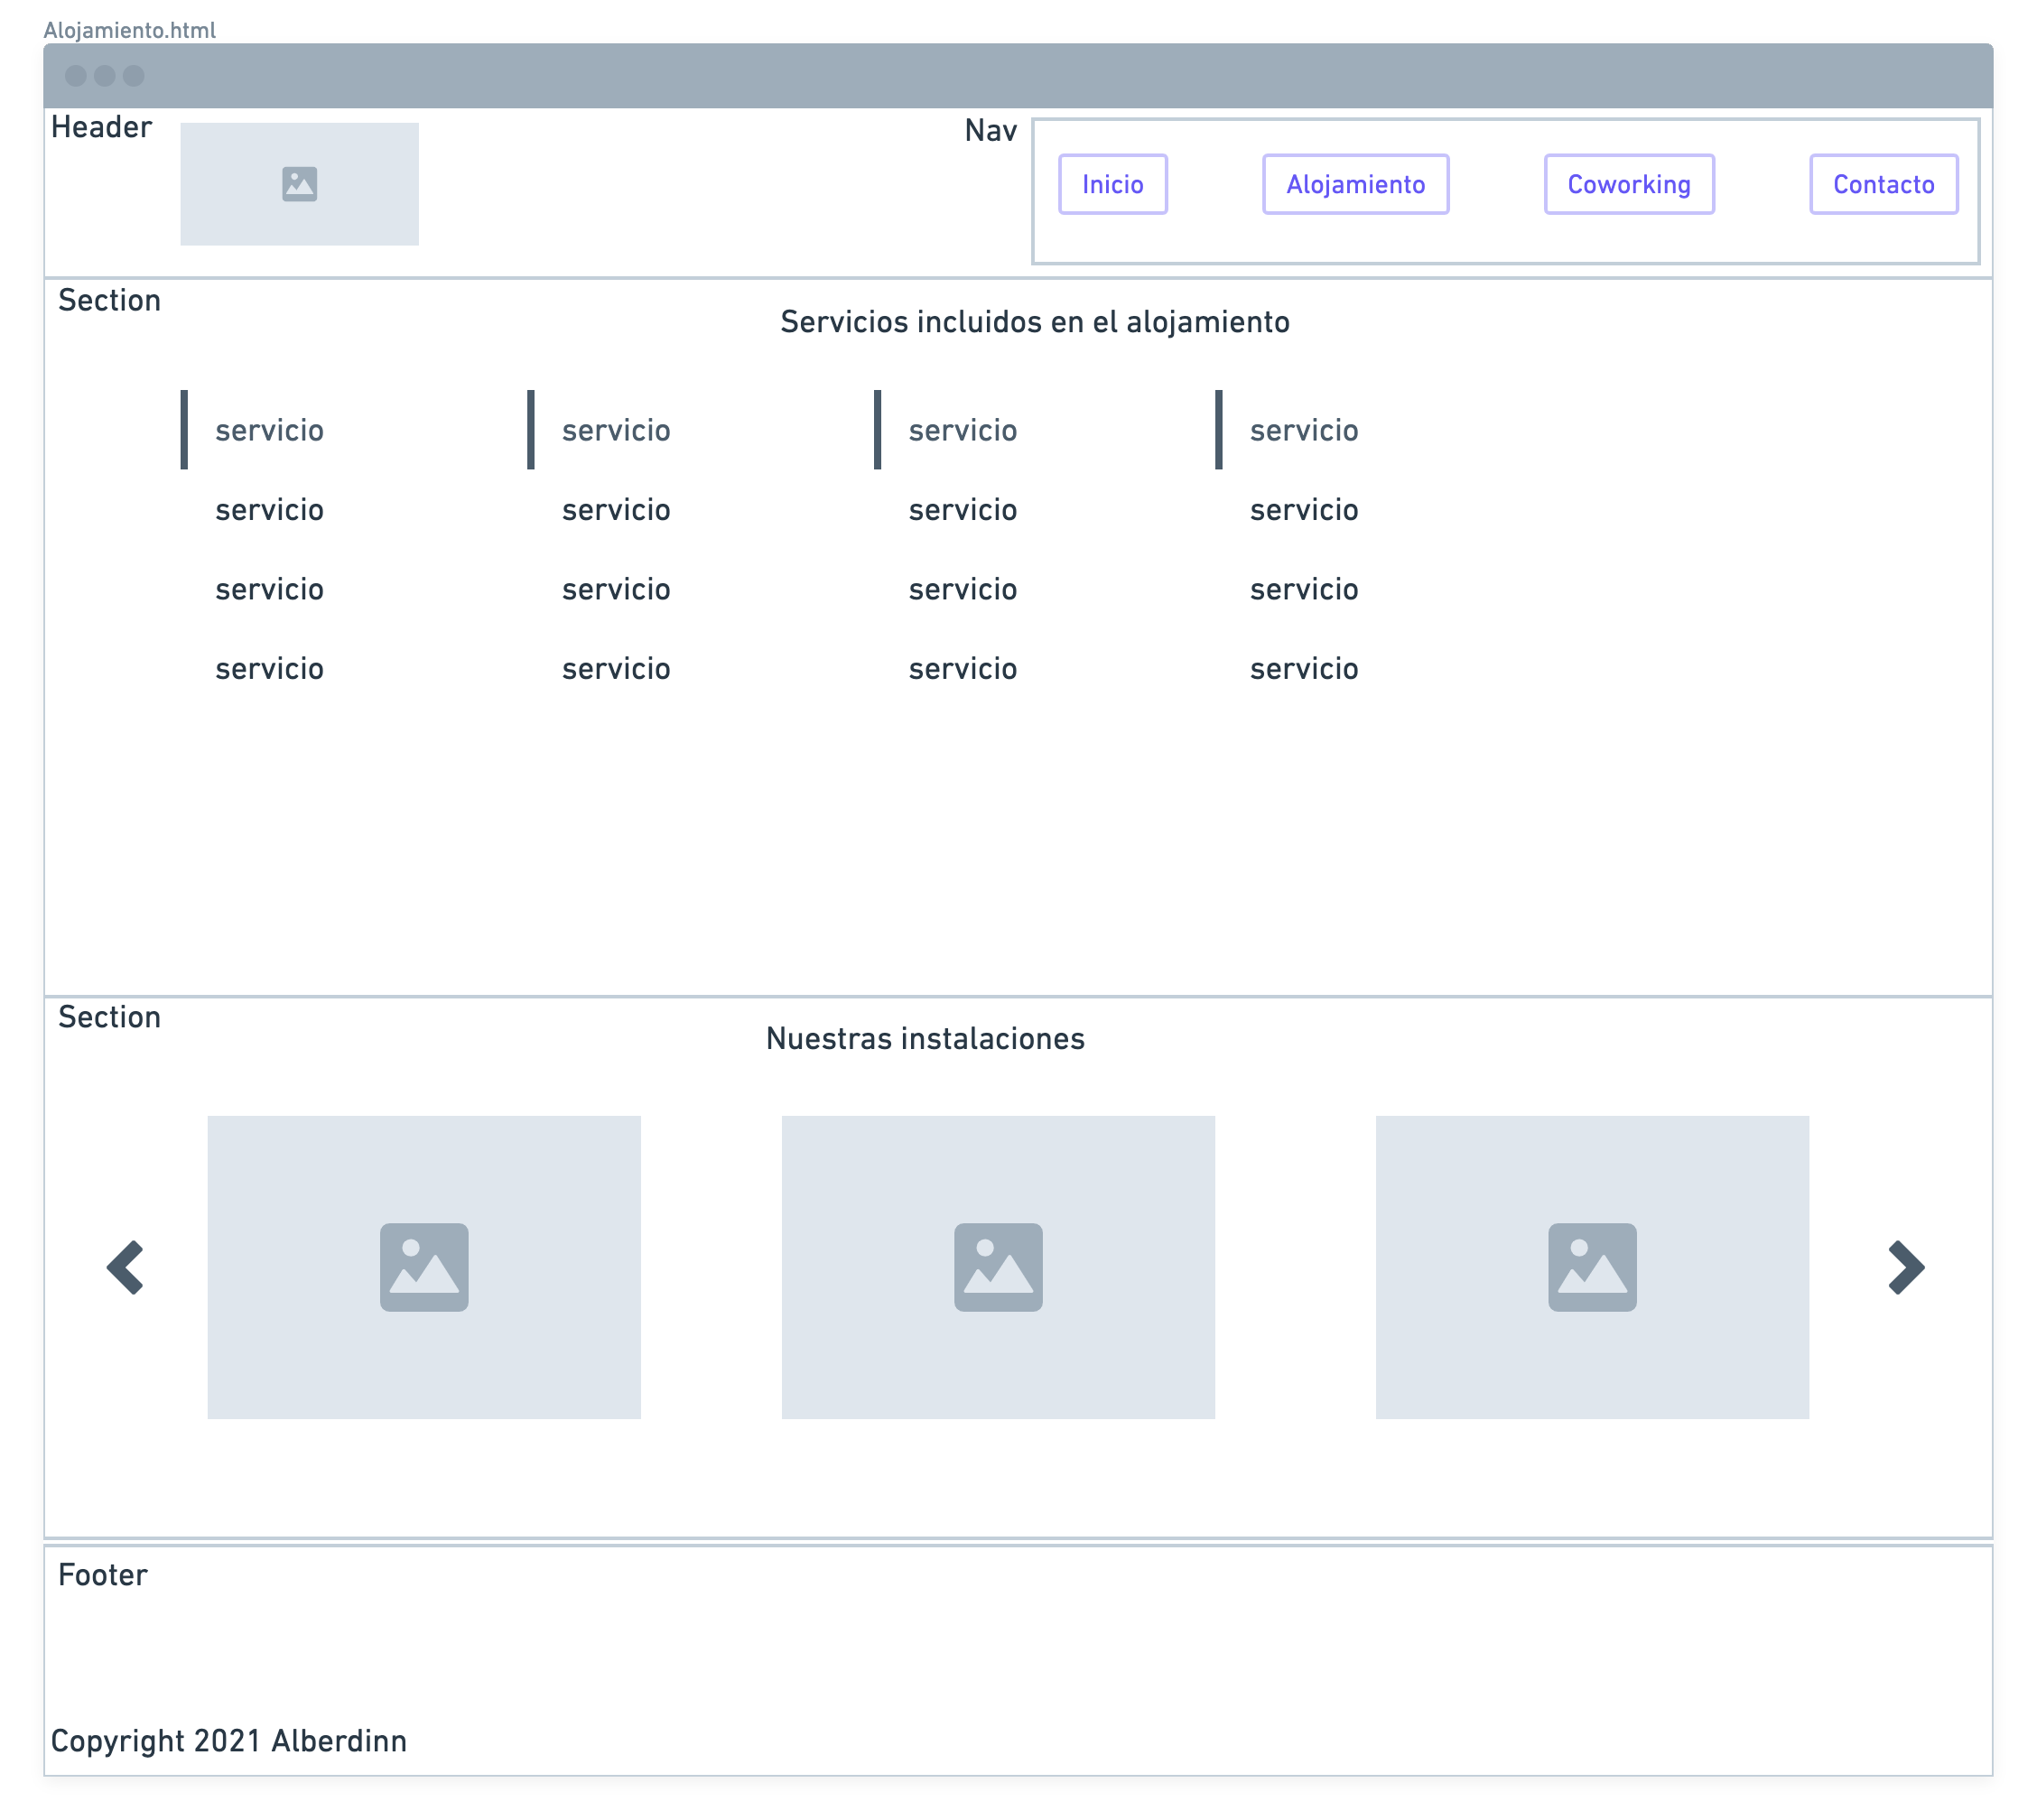 Alojamiento.html
Header
Nav
Inicio
Alojamiento
Coworking
Contacto
Section
Servicios incluidos en el alojamiento
servicio servicio servicio servicio
servicio servicio servicio servicio
servicio servicio servicio servicio
servicio servicio servicio servicio
Section
Nuestras instalaciones
Footer
Copyright 2021 Alberdinn